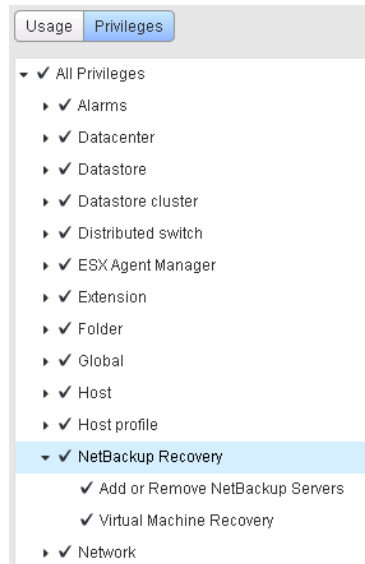 Usage Privileges
All Privileges
Alarms
Datacenter
Datastore
Datastore cluster
Distributed switch
ESX Agent Manager
Extension
Folder
Global
Host
Host profile
NetBackup Recovery
Add or Remove NetBackup Servers
Virtual Machine Recovery
Network